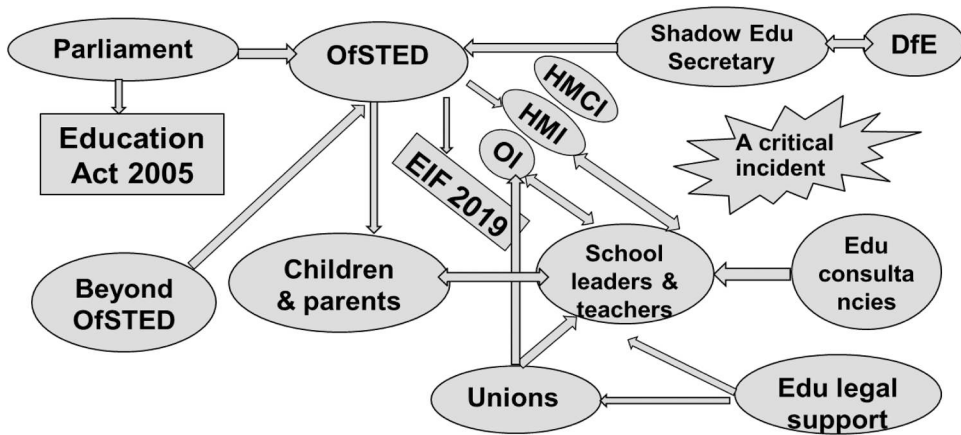 Parliament
OfSTED
Shadow Edu
Secretary
DfE
HMCI
HMI
OI
Education
Act 2005
A critical
incident
EIF 2019
Beyond
OfSTED
Children
& parents
School
leaders &
teachers
Edu
consulta
ncies
Unions
Edu legal
support